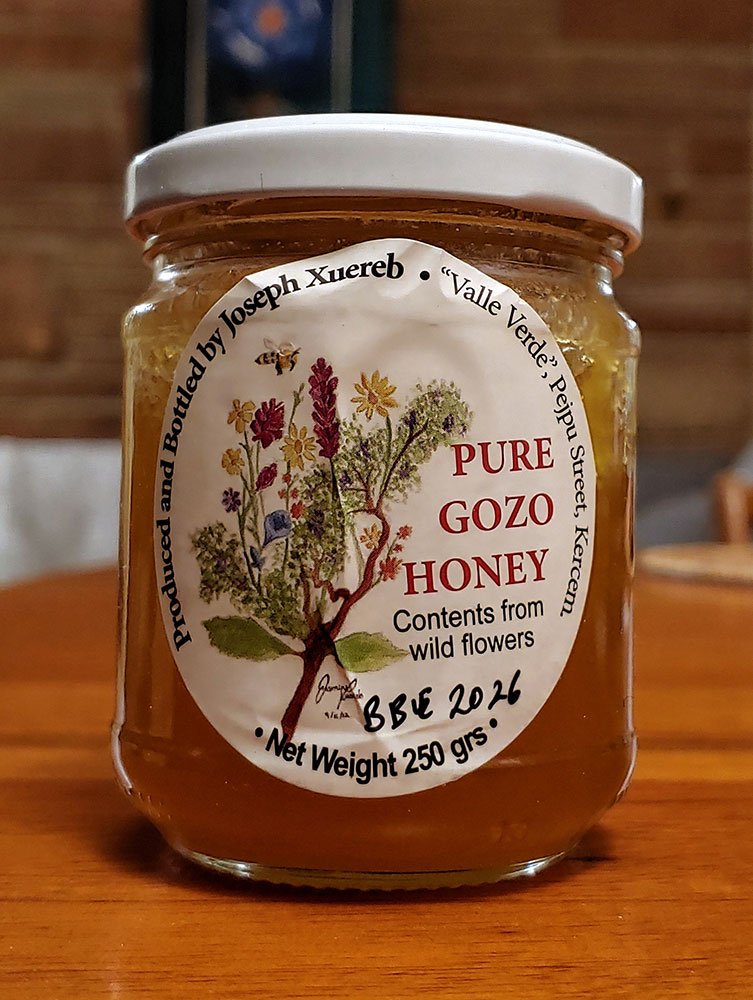 Produced and Bottled by Joseph Xuereb • "Valle Verde", Pejpu Street, Kercem.
PURE
GOZO
HONEY
Contents from
wild flowers
BBE 2026
• Net Weight 250 grs •